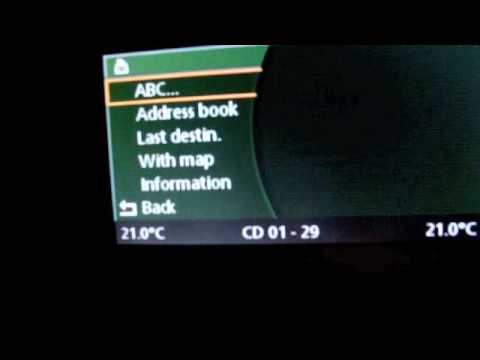 ABC...
Address book
Last destin.
With map
Information
Back
21.0°C CD 01 - 29 21.0°C